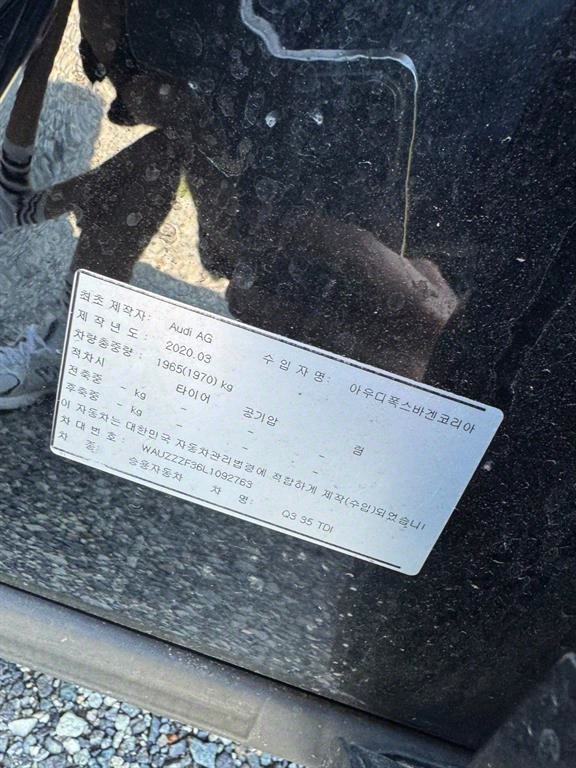 최초 제작자: Audi AG 수 입 자 명: 아우디폭스바겐코리아
제 작 년 도: 2020.03
차량총중량: 1965(1970) kg
적차시 타이어 공기압
전축중 - kg - - - 림
후축중 - kg - - -
이 자동차는 대한민국 자동차관리법령에 적합하게 제작(수입)되었습니
차 대 번 호: WAUZZZF36L1092763
차 종: 승용자동차 차 명: Q3 35 TDI